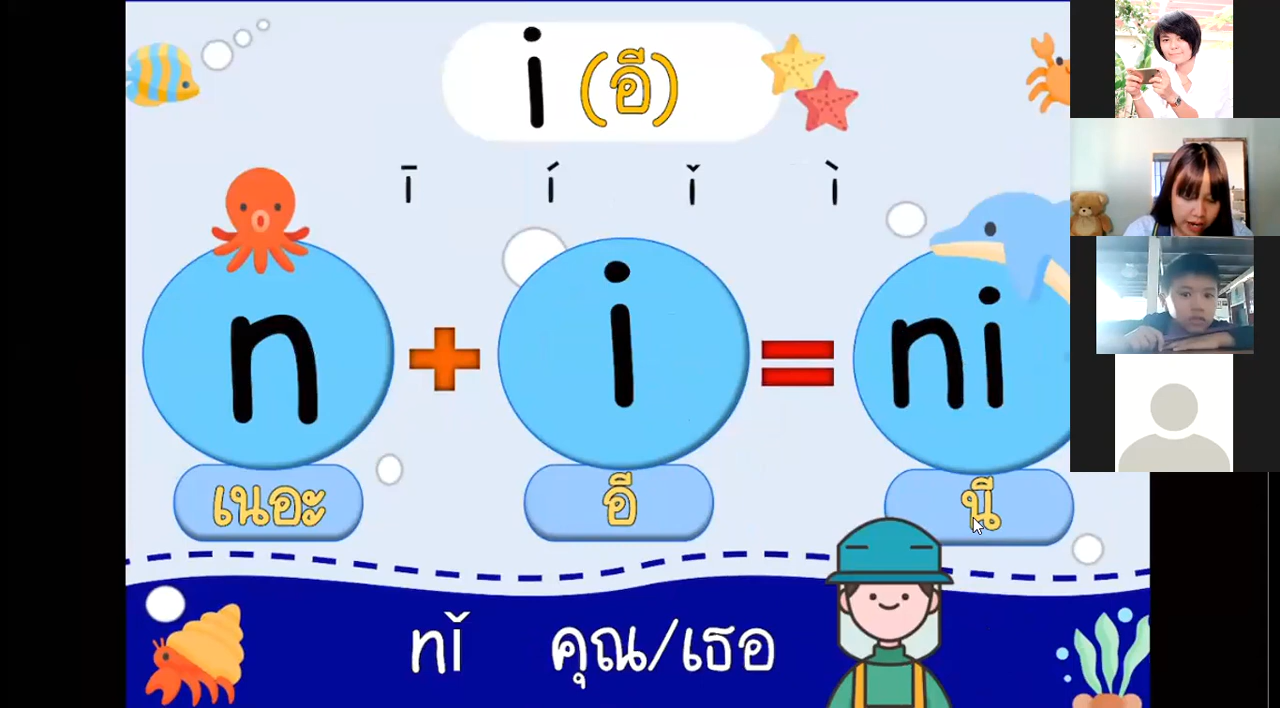 i (อี)
ī í ǐ ì
n + i = ni
เนอะ อี นี
nǐ คุณ/เธอ